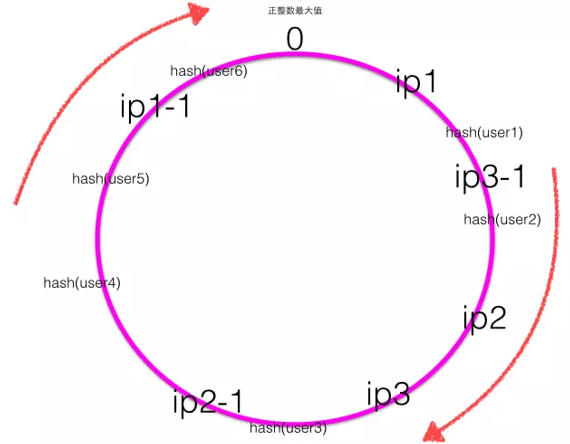 正整数最大值
0
hash(user6)
ip1
ip1-1
hash(user1)
hash(user5)
ip3-1
hash(user2)
hash(user4)
ip2
ip3
ip2-1
hash(user3)